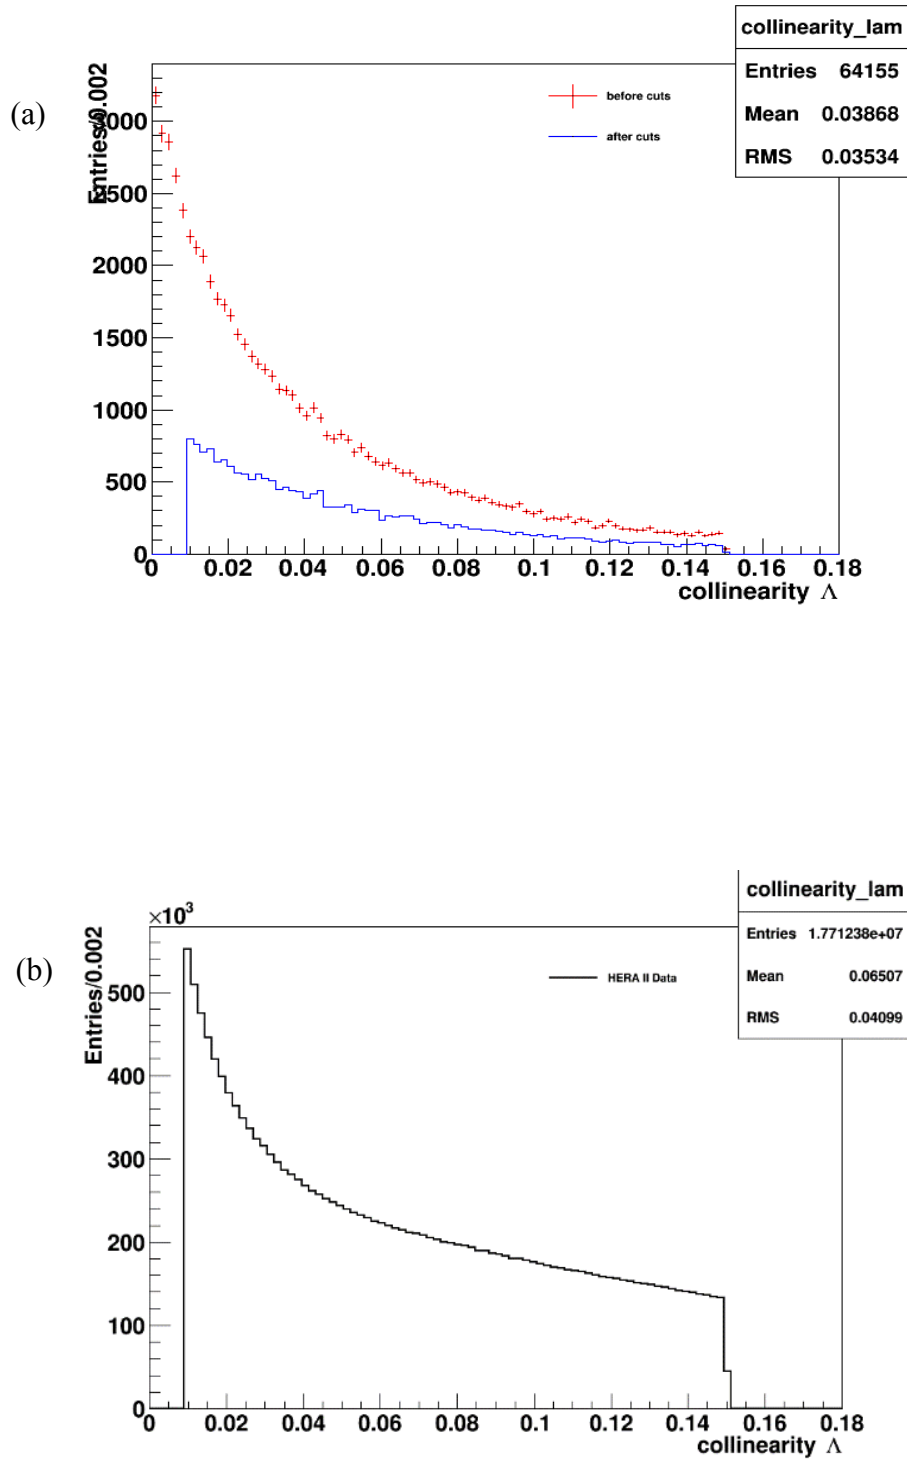 collinearity_lam
Entries 64155
Mean 0.03868
RMS 0.03534
(a)
Entries/0.002
before cuts
after cuts
3000
2500
2000
1500
1000
500
0
0 0.02 0.04 0.06 0.08 0.1 0.12 0.14 0.16 0.18
collinearity Λ
collinearity_lam
Entries 1.771238e+07
Mean 0.06507
RMS 0.04099
×10³
(b)
Entries/0.002
HERA II Data
500
400
300
200
100
0
0 0.02 0.04 0.06 0.08 0.1 0.12 0.14 0.16 0.18
collinearity Λ